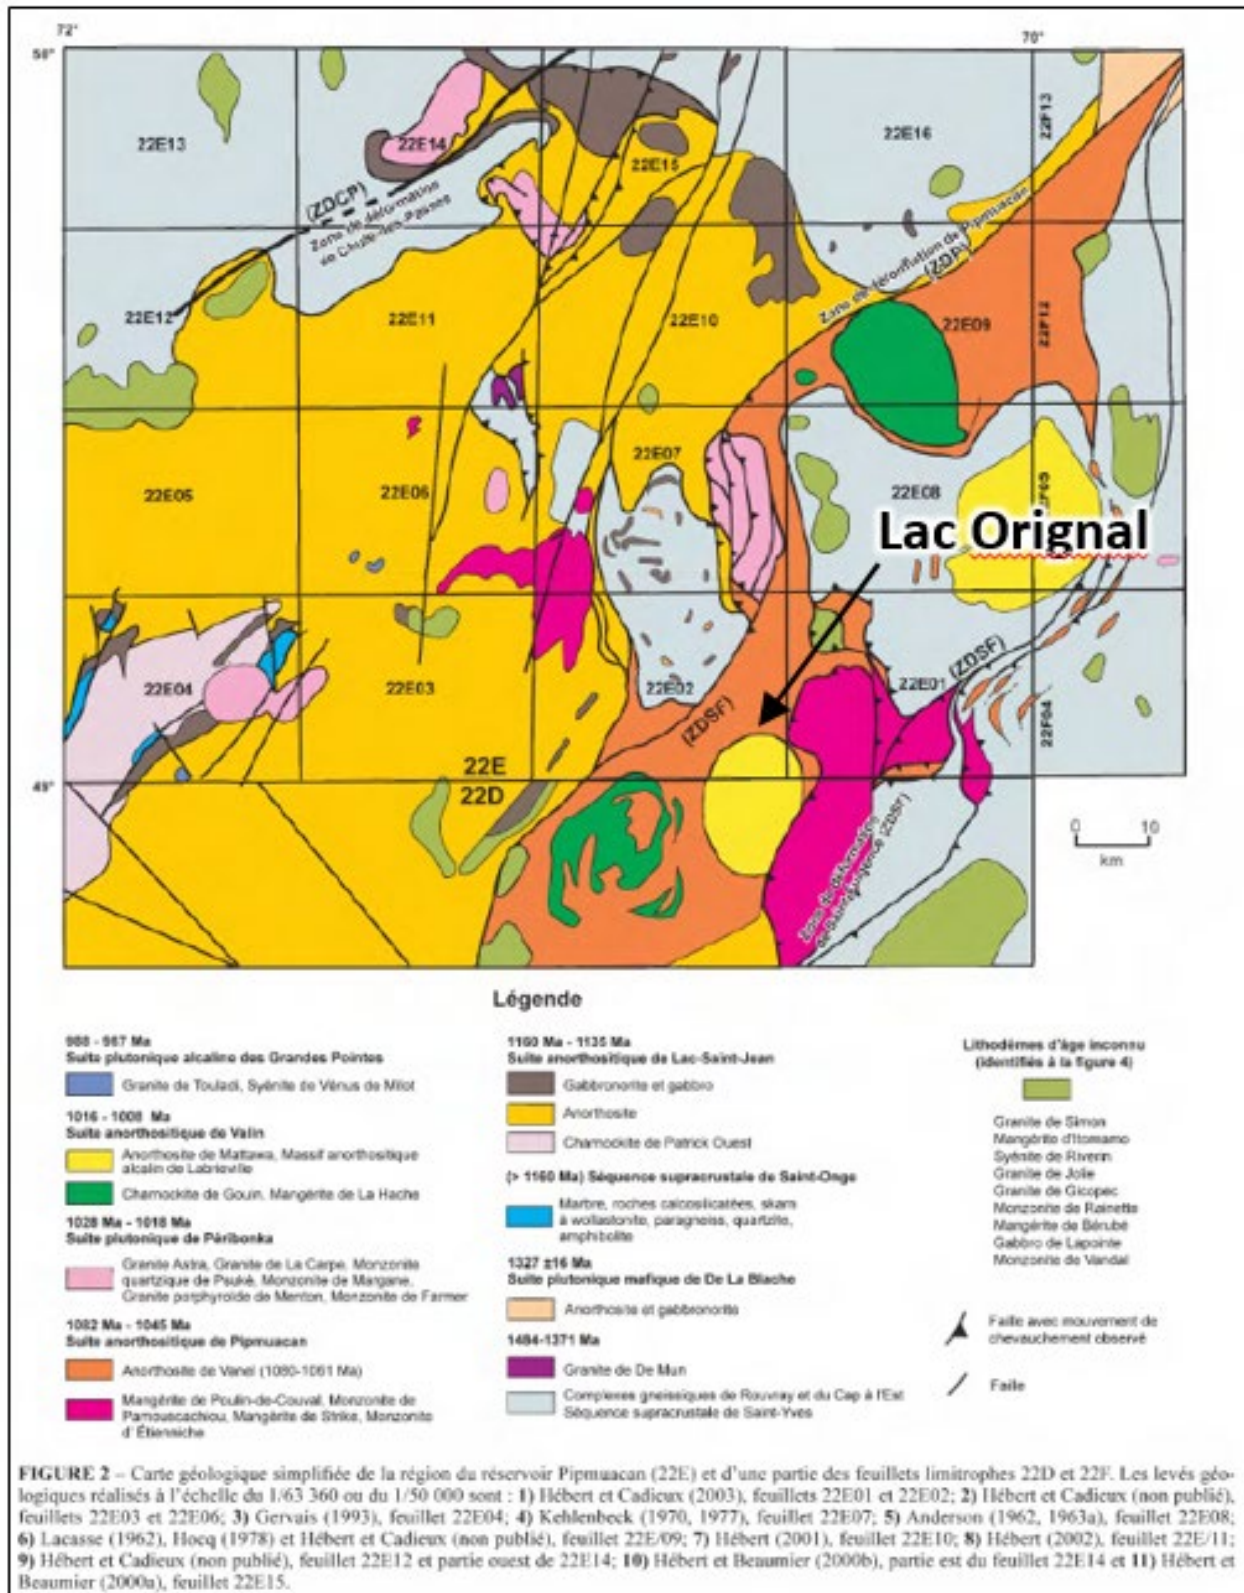 72°
70°
50°
22E13
22E14
22E15
22E16
22F13
(ZDCP)
Zone de déformation
de Chute-des-Passes
Zone de déformation de Pipmuacan
(ZDP)
22E12
22E11
22E10
22E09
22F12
22E05
22E06
22E07
22E08
Lac Orignal
22E04
22E03
22E02
22E01
(ZDSF)
(ZDSF)
22F04
22E
49°
22D
Zone de déformation
de Sainte-Florence (ZDSF)
0 10
km
Légende
988 - 967 Ma
Suite plutonique alcaline des Grandes Pointes
Granite de Touladi, Syénite de Vénus de Milot
1016 - 1008 Ma
Suite anorthositique de Valin
Anorthosite de Mattawa, Massif anorthositique
alcalin de Labrieville
Charnockite de Gouin, Mangérite de La Hache
1028 Ma - 1018 Ma
Suite plutonique de Péribonka
Granite Astra, Granite de La Carpe, Monzonite
quartzique de Psukè, Monzonite de Margane,
Granite porphyroïde de Menton, Monzonite de Farmer
1082 Ma - 1045 Ma
Suite anorthositique de Pipmuacan
Anorthosite de Vanel (1080-1061 Ma)
Mangérite de Poulin-de-Couval, Monzonite de
Pamouscachiou, Mangérite de Strike, Monzonite
d'Étienniche
1160 Ma - 1135 Ma
Suite anorthositique de Lac-Saint-Jean
Gabbronorite et gabbro
Anorthosite
Charnockite de Patrick Ouest
(> 1160 Ma) Séquence supracrustale de Saint-Onge
Marbre, roches calcosilicatées, skarn
à wollastonite, paragneiss, quartzite,
amphibolite
1327 ±16 Ma
Suite plutonique mafique de De La Blache
Anorthosite et gabbronorite
1484-1371 Ma
Granite de De Mun
Complexes gneissiques de Rouvray et du Cap à l'Est
Séquence supracrustale de Saint-Yves
Lithodèmes d'âge inconnu
(identifiés à la figure 4)
Granite de Simon
Mangérite d'Itomamo
Syénite de Riverin
Granite de Jolie
Granite de Gicopec
Monzonite de Rainette
Mangérite de Bérubé
Gabbro de Lapointe
Monzonite de Vandal
Faille avec mouvement de
chevauchement observé
Faille
FIGURE 2 – Carte géologique simplifiée de la région du réservoir Pipmuacan (22E) et d'une partie des feuillets limitrophes 22D et 22F. Les levés géo-
logiques réalisés à l'échelle du 1/63 360 ou du 1/50 000 sont : 1) Hébert et Cadieux (2003), feuillets 22E01 et 22E02; 2) Hébert et Cadieux (non publié),
feuillets 22E03 et 22E06; 3) Gervais (1993), feuillet 22E04; 4) Kehlenbeck (1970, 1977), feuillet 22E07; 5) Anderson (1962, 1963a), feuillet 22E08;
6) Lacasse (1962), Hocq (1978) et Hébert et Cadieux (non publié), feuillet 22E/09; 7) Hébert (2001), feuillet 22E10; 8) Hébert (2002), feuillet 22E/11;
9) Hébert et Cadieux (non publié), feuillet 22E12 et partie ouest de 22E14; 10) Hébert et Beaumier (2000b), partie est du feuillet 22E14 et 11) Hébert et
Beaumier (2000a), feuillet 22E15.